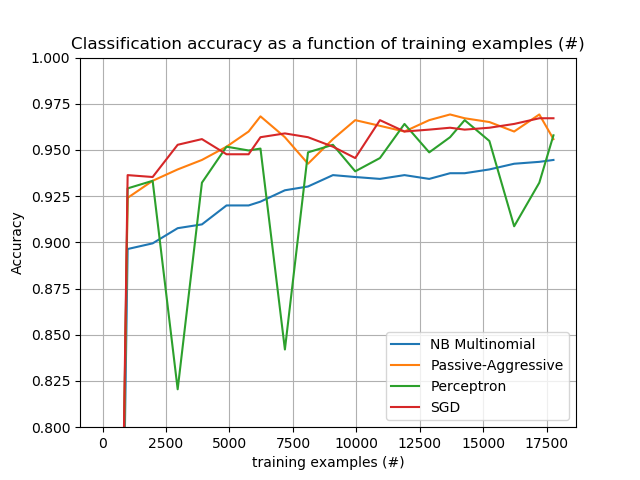 Classification accuracy as a function of training examples (#)
1.000
0.975
0.950
0.925
0.900
0.875
0.850
0.825
0.800
Accuracy
NB Multinomial
Passive-Aggressive
Perceptron
SGD
0 2500 5000 7500 10000 12500 15000 17500
training examples (#)